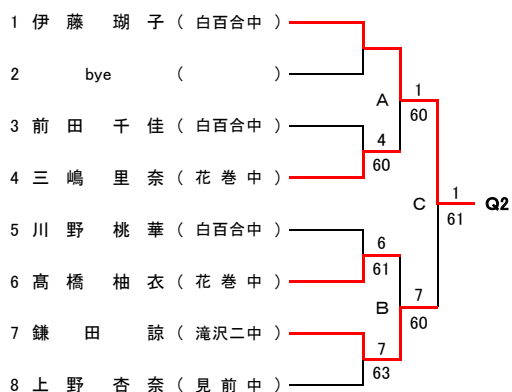 1 伊 藤 瑚 子 ( 白百合中 )
2 bye ( )
A 1
60
3 前 田 千 佳 ( 白百合中 )
4
60
4 三 嶋 里 奈 ( 花 巻 中 )
C 1 Q2
61
5 川 野 桃 華 ( 白百合中 )
6
61
6 髙 橋 柚 衣 ( 花 巻 中 )
B 7
60
7 鎌 田 諒 ( 滝沢二中 )
7
63
8 上 野 杏 奈 ( 見 前 中 )